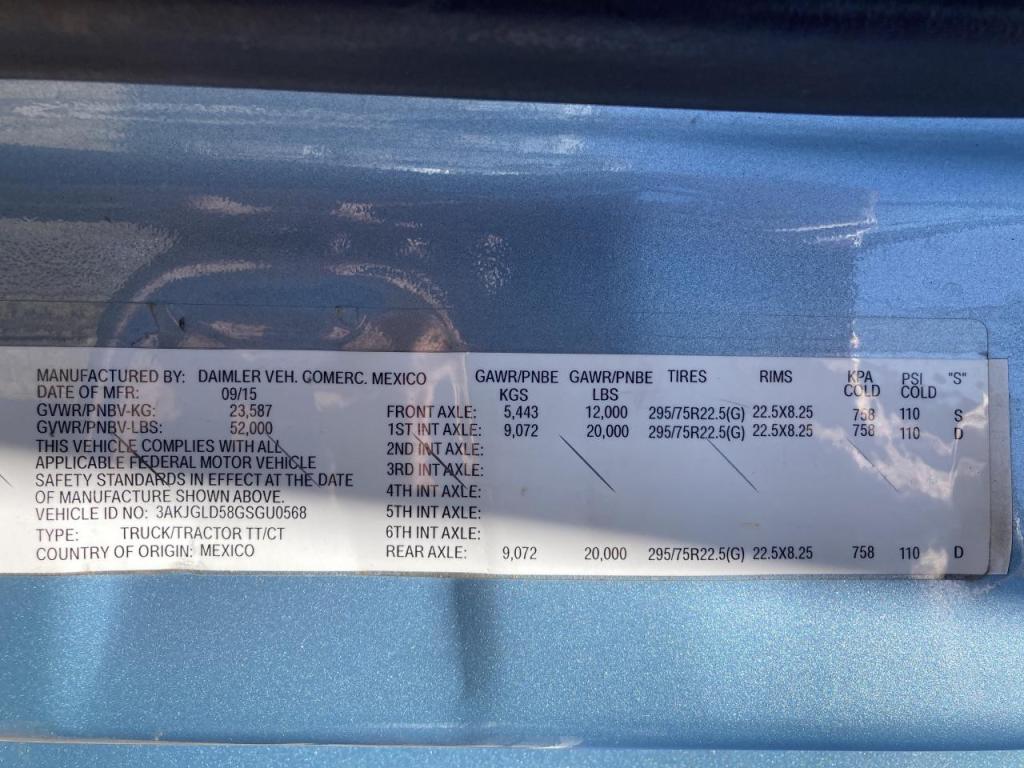 MANUFACTURED BY: DAIMLER VEH. COMERC. MEXICO
DATE OF MFR: 09/15
GVWR/PNBV-KG: 23,587
GVWR/PNBV-LBS: 52,000
THIS VEHICLE COMPLIES WITH ALL
APPLICABLE FEDERAL MOTOR VEHICLE
SAFETY STANDARDS IN EFFECT AT THE DATE
OF MANUFACTURE SHOWN ABOVE.
VEHICLE ID NO: 3AKJGLD58GSGU0568
TYPE: TRUCK/TRACTOR TT/CT
COUNTRY OF ORIGIN: MEXICO
GAWR/PNBE GAWR/PNBE TIRES RIMS KPA PSI "S"
KGS LBS COLD COLD
FRONT AXLE: 5,443 12,000 295/75R22.5(G) 22.5X8.25 758 110 S
1ST INT AXLE: 9,072 20,000 295/75R22.5(G) 22.5X8.25 758 110 D
2ND INT AXLE:
3RD INT AXLE:
4TH INT AXLE:
5TH INT AXLE:
6TH INT AXLE:
REAR AXLE: 9,072 20,000 295/75R22.5(G) 22.5X8.25 758 110 D